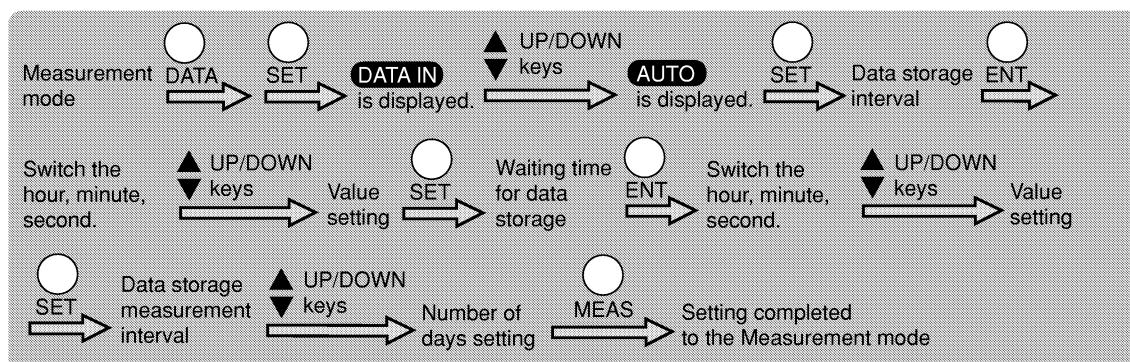 Measurement mode
DATA
SET
DATA IN
is displayed.
UP/DOWN
keys
AUTO
is displayed.
SET
Data storage
interval
ENT
Switch the
hour, minute,
second.
UP/DOWN
keys
Value
setting
SET
Waiting time
for data
storage
ENT
Switch the
hour, minute,
second.
UP/DOWN
keys
Value
setting
SET
Data storage
measurement
interval
UP/DOWN
keys
Number of
days setting
MEAS
Setting completed
to the Measurement mode